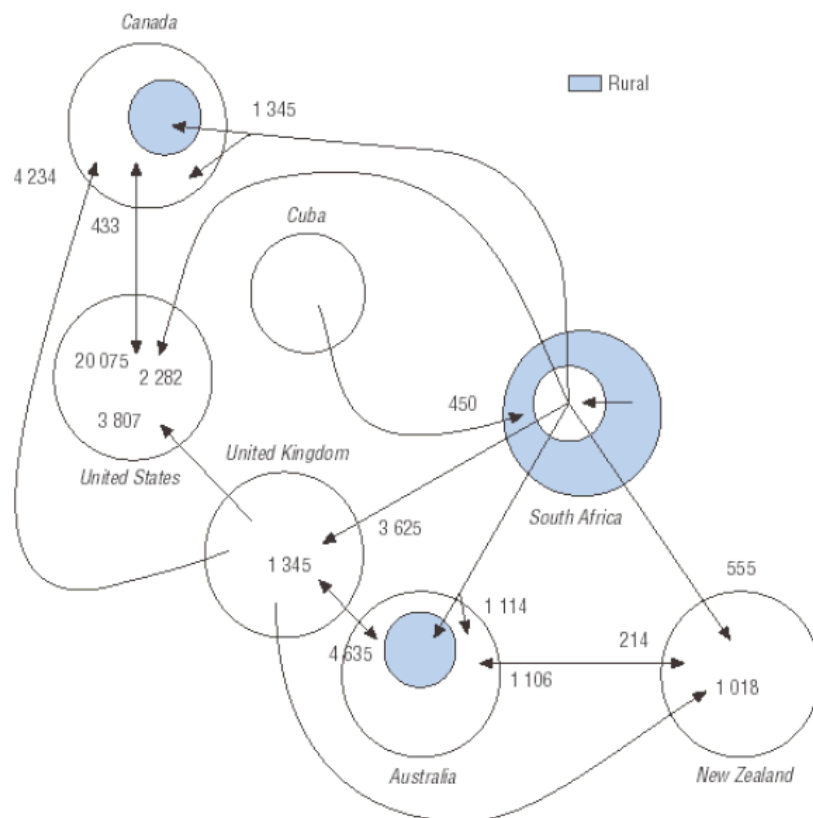 Canada
Rural
1 345
4 234
433
Cuba
20 075
2 282
450
3 807
United Kingdom
United States
South Africa
3 625
1 345
555
1 114
214
4 635
1 106
1 018
Australia
New Zealand